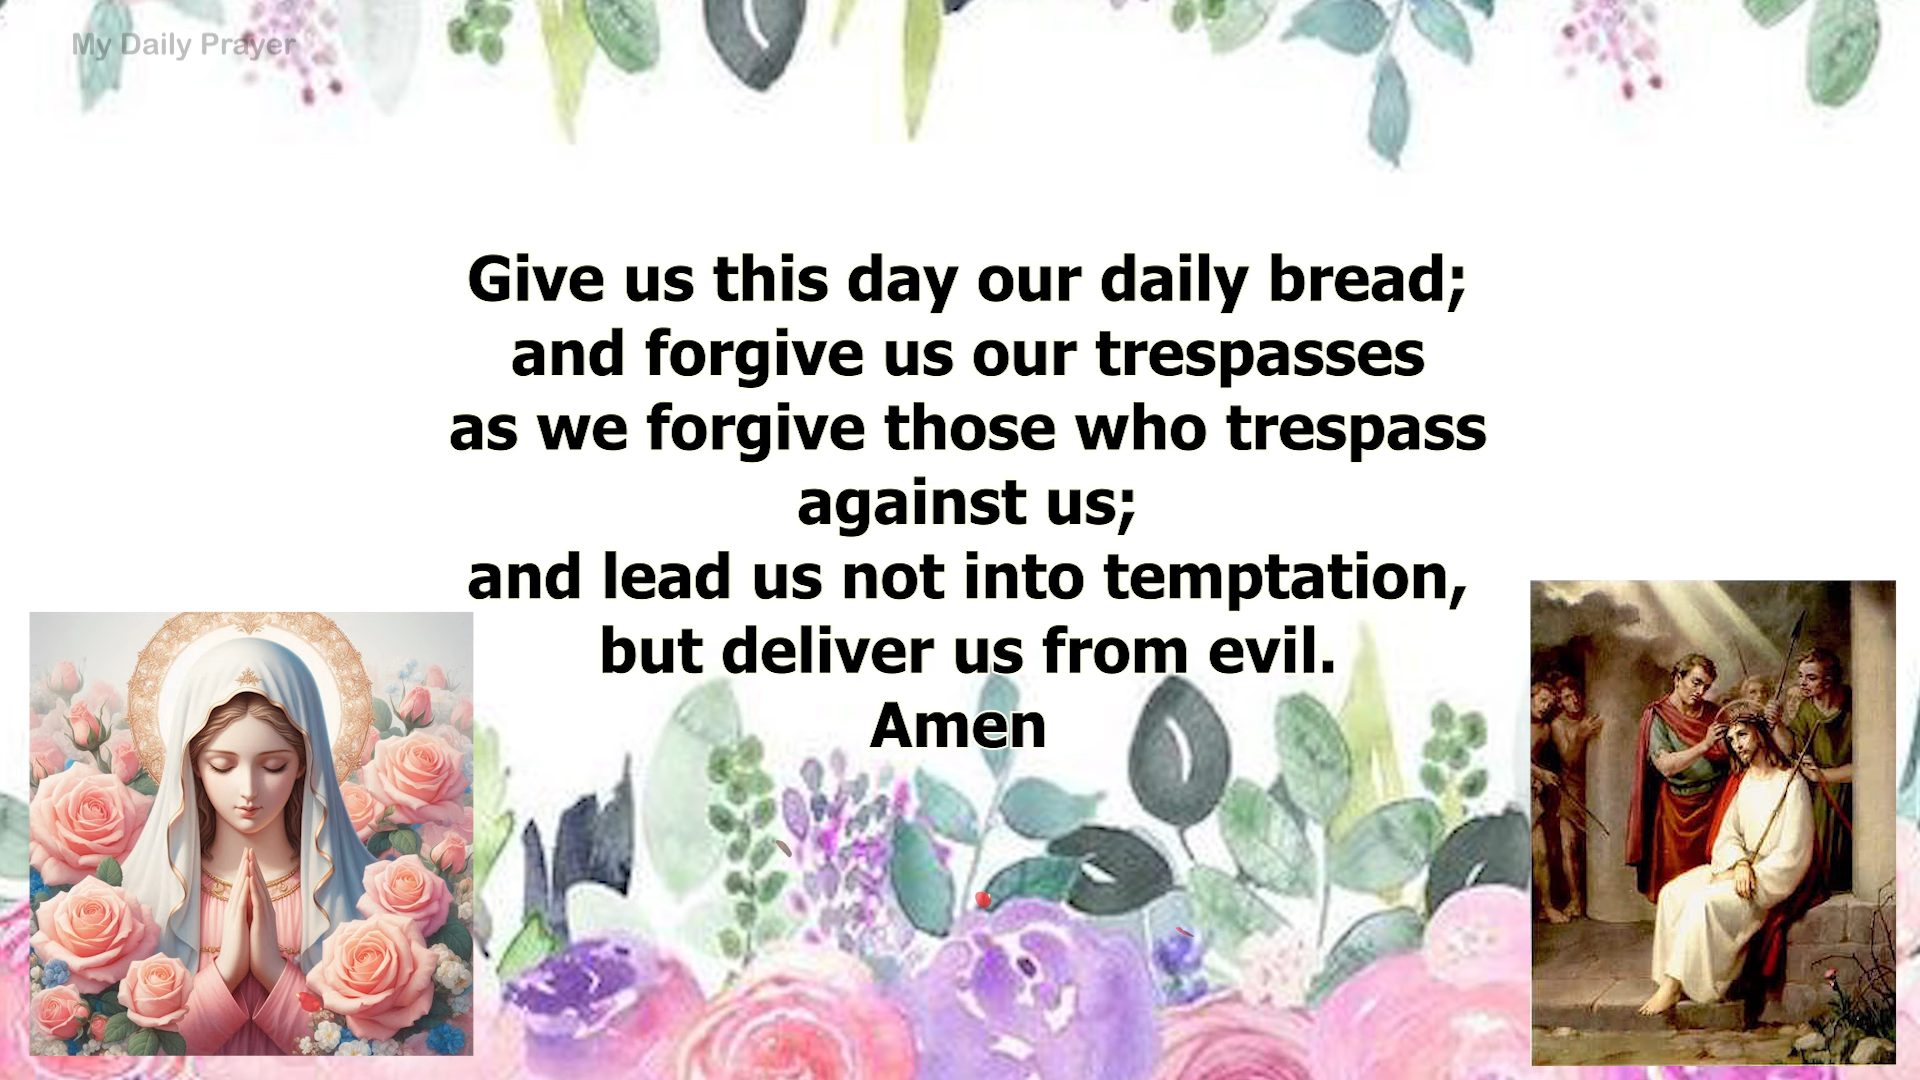 My Daily Prayer
Give us this day our daily bread;
and forgive us our trespasses
as we forgive those who trespass
against us;
and lead us not into temptation,
but deliver us from evil.
Amen